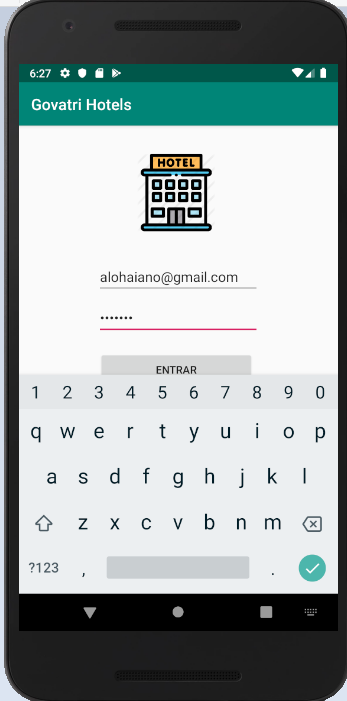 6:27
Govatri Hotels
HOTEL
alohaiano@gmail.com
•••••••
ENTRAR
1 2 3 4 5 6 7 8 9 0
q w e r t y u i o p
a s d f g h j k l
z x c v b n m
?123 , .